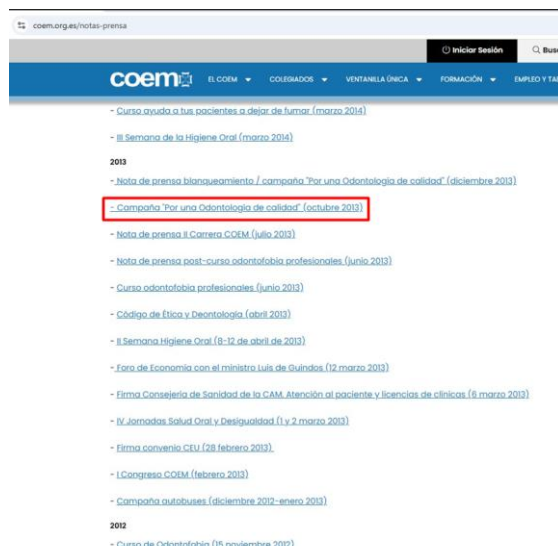 coem.org.es/notas-prensa
Iniciar Sesión
coem
EL COEM
COLEGIADOS
VENTANILLA ÚNICA
FORMACIÓN
- Curso ayuda a tus pacientes a dejar de fumar (marzo 2014)
- III Semana de la Higiene Oral (marzo 2014)
2013
- Nota de prensa blanqueamiento / campaña "Por una Odontología de calidad" (diciembre 2013)
- Campaña "Por una Odontología de calidad" (octubre 2013)
- Nota de prensa II Carrera COEM (julio 2013)
- Nota de prensa post-curso odontofobia profesionales (junio 2013)
- Curso odontofobia profesionales (junio 2013)
- Código de Ética y Deontología (abril 2013)
- II Semana Higiene Oral (8-12 de abril de 2013)
- Foro de Economía con el ministro Luis de Guindos (12 marzo 2013)
- Firma Consejería de Sanidad de la CAM. Atención al paciente y licencias de clínicas (6 marzo 2013)
- IV Jornadas Salud Oral y Desigualdad (1 y 2 marzo 2013)
- Firma convenio CEU (28 febrero 2013)
- I Congreso COEM (febrero 2013)
- Campaña autobuses (diciembre 2012-enero 2013)
2012
- Curso de Odontofobia (15 noviembre 2012)